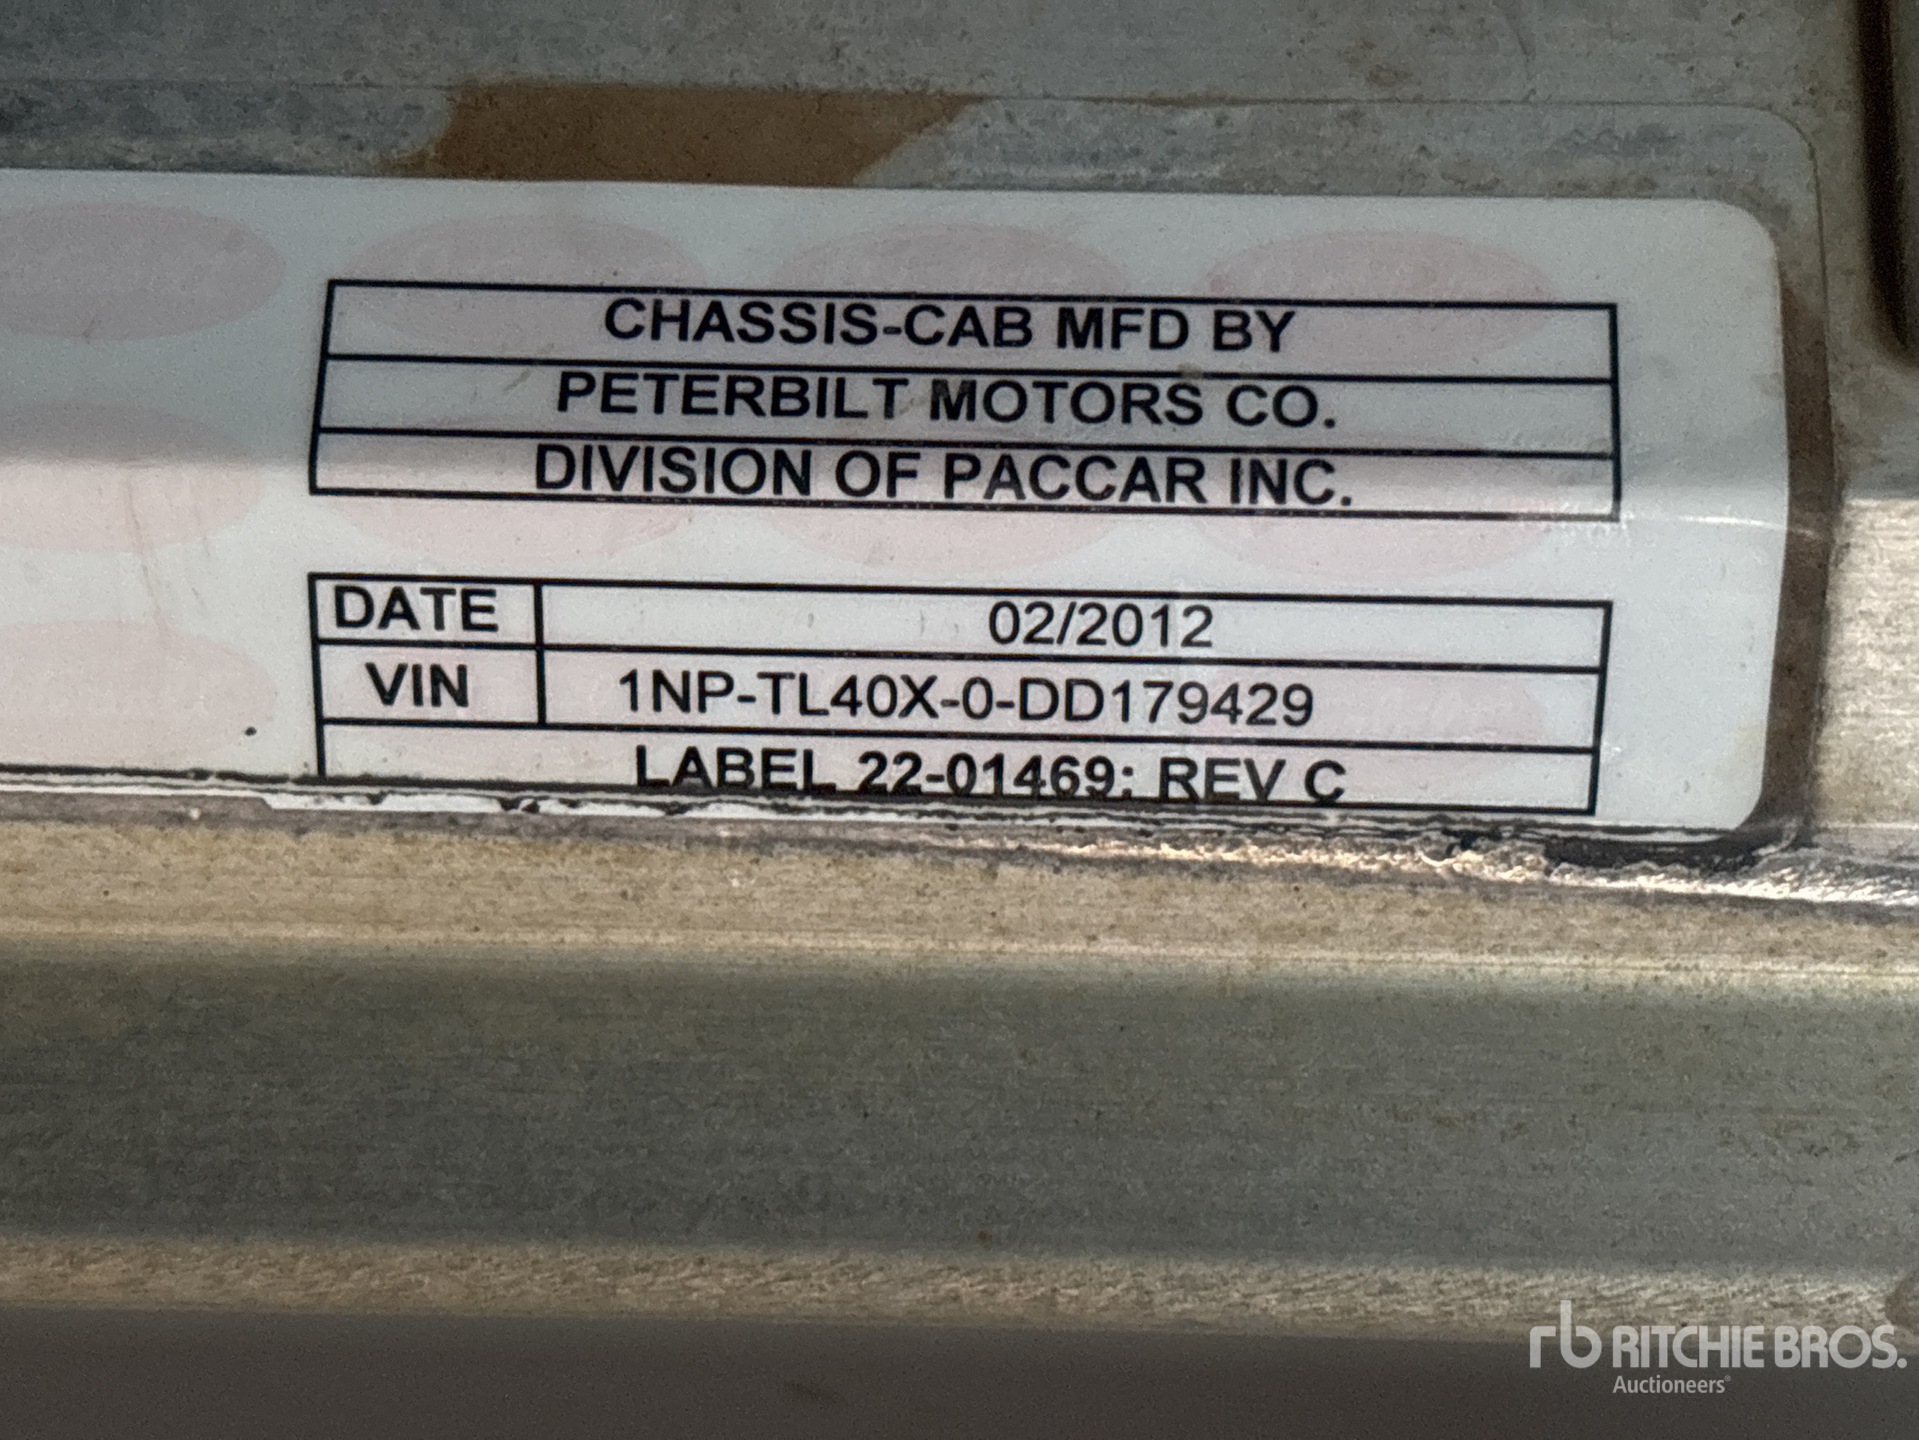 CHASSIS-CAB MFD BY
PETERBILT MOTORS CO.
DIVISION OF PACCAR INC.
DATE 02/2012
VIN 1NP-TL40X-0-DD179429
LABEL 22-01469: REV C
rb RITCHIE BROS.
Auctioneers®